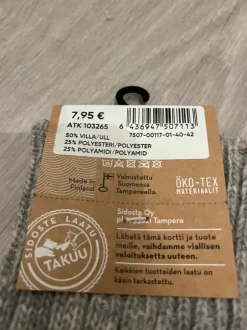 7,95 €
ATK 103265
6 436947 507113
7507-00117-01-40-42
50% VILLA/ULL
25% POLYESTERI/POLYESTER
25% POLYAMIDI/POLYAMID
Made in
Finland
Valmistettu
Suomessa
Tampereella.
ÖKO-TEX
MATERIAALIT
SIDOSTE LAATU
TAKUU
Sidoste Oy
Tampere
Lähetä tämä kortti ja tuote
meille, vaihdamme viallisen
veloituksetta uuteen.
Kaikkien tuotteiden laatu on
käsin tarkastettu.